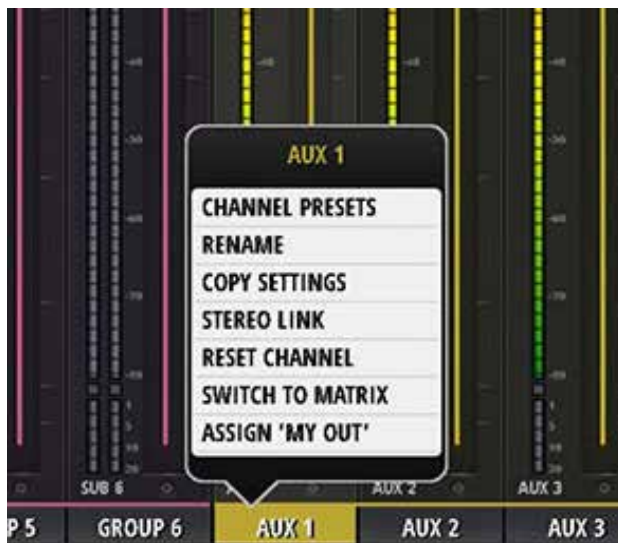 AUX 1
CHANNEL PRESETS
RENAME
COPY SETTINGS
STEREO LINK
RESET CHANNEL
SWITCH TO MATRIX
ASSIGN 'MY OUT'
SUB 6
AUX 2
AUX 3
P 5
GROUP 6
AUX 1
AUX 2
AUX 3